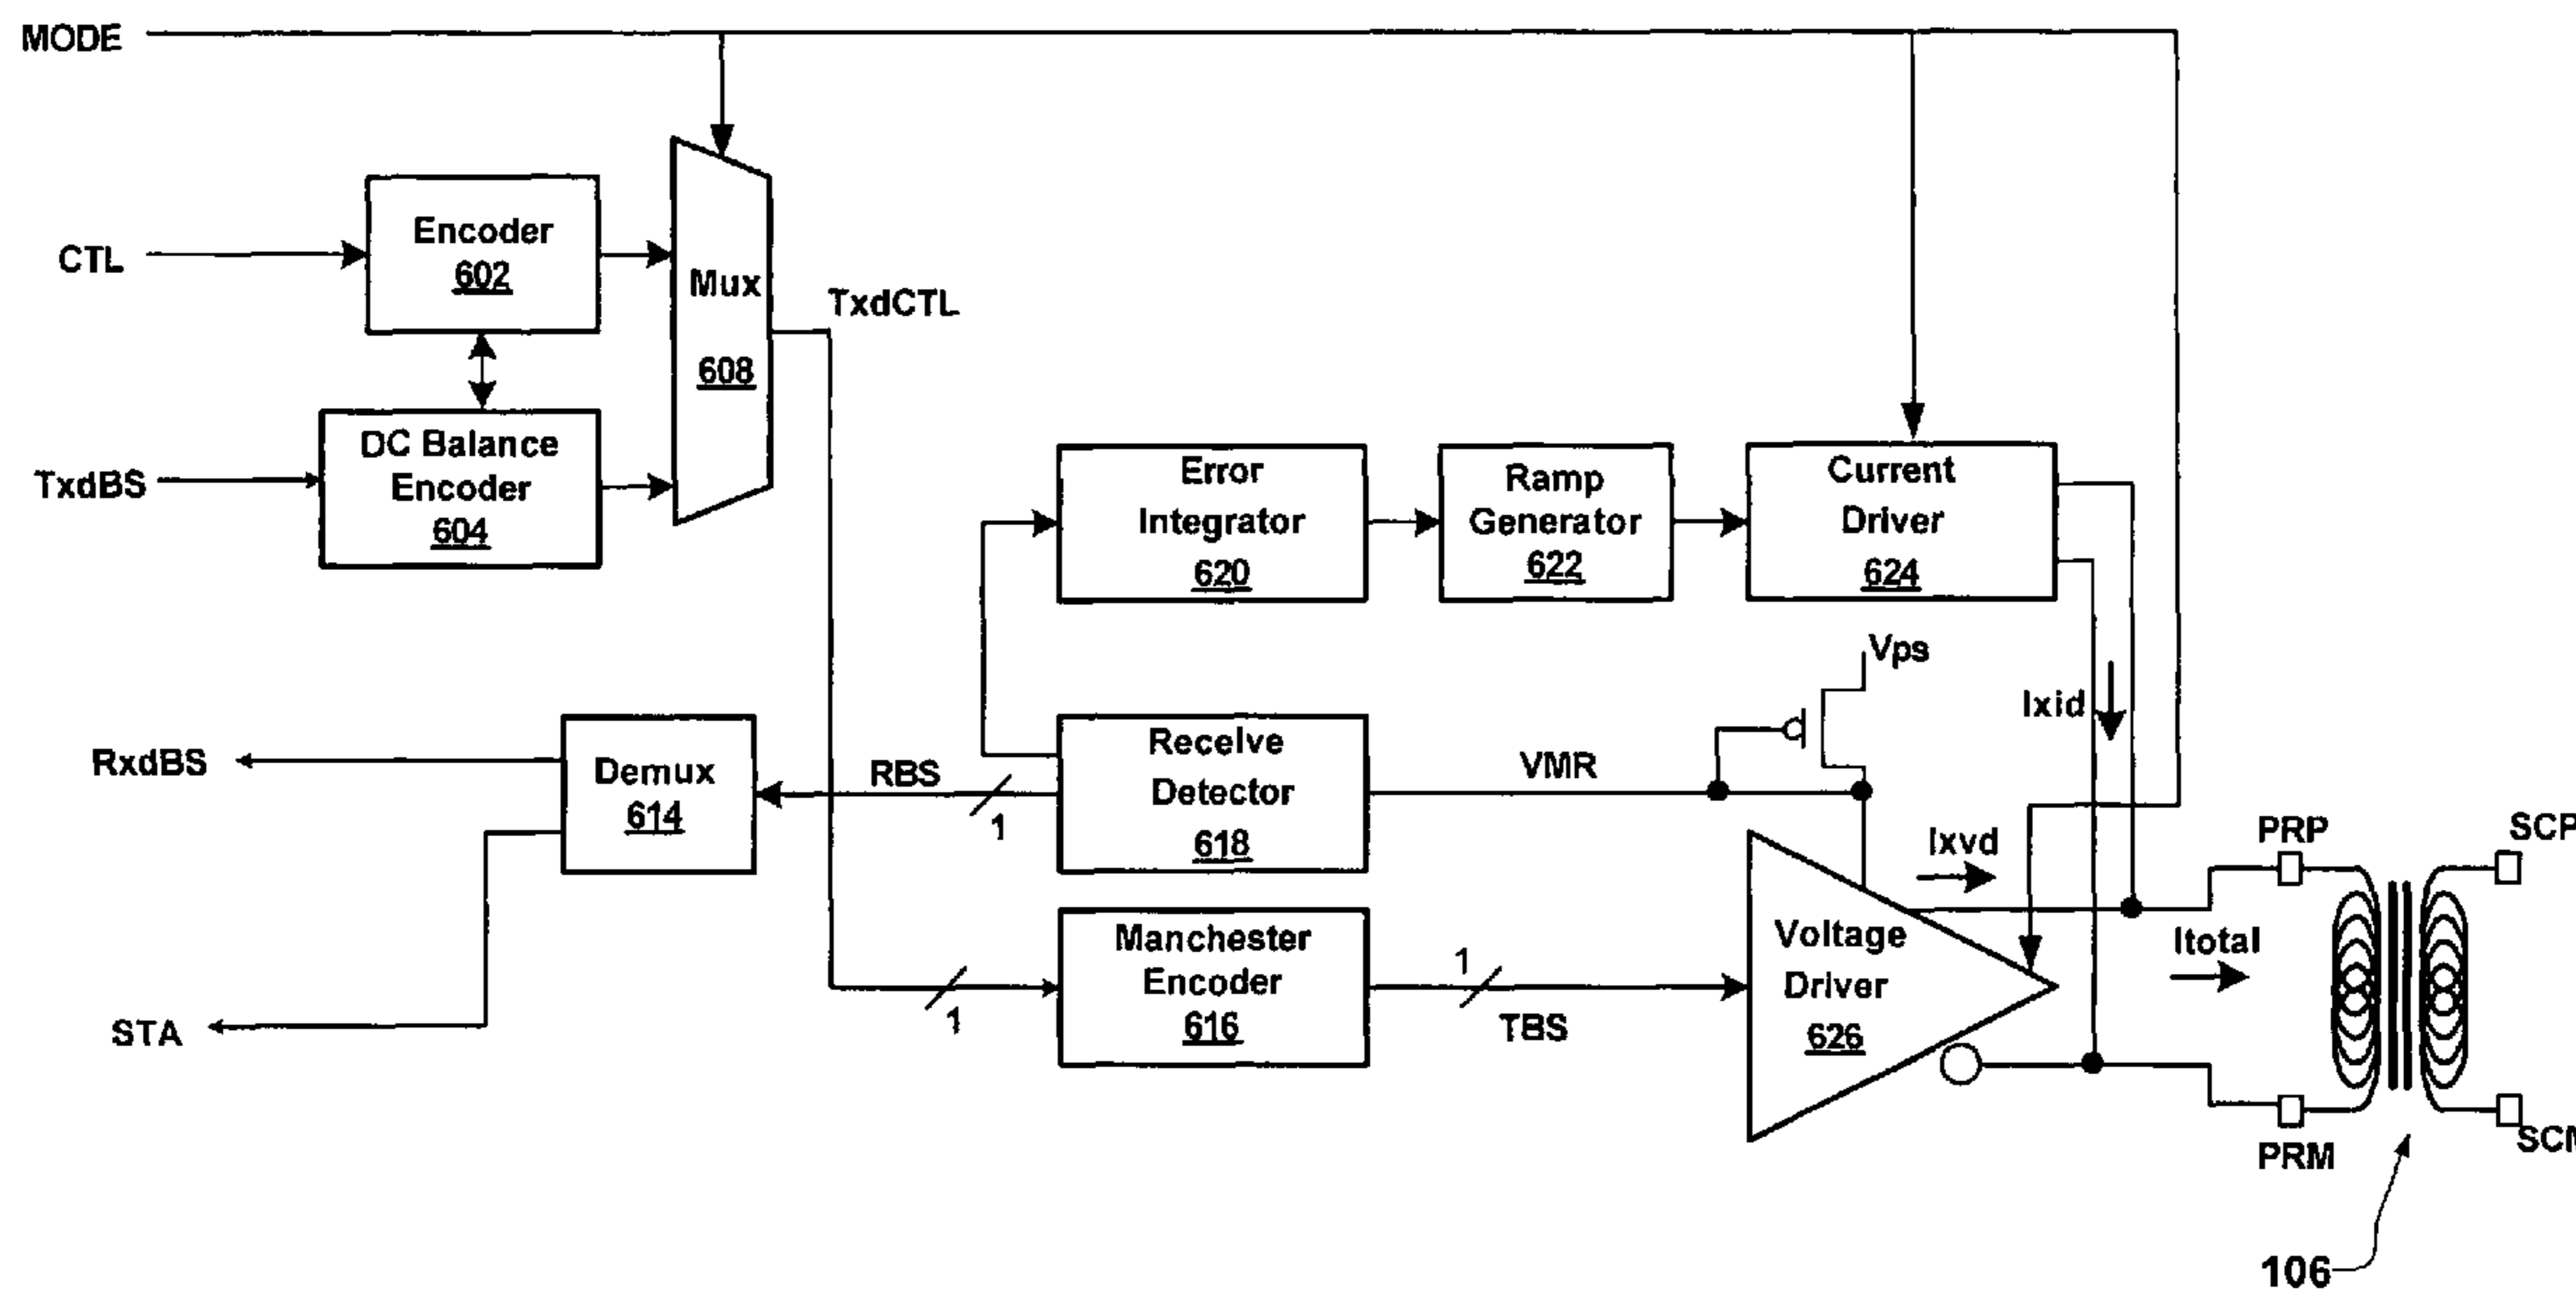 MODE
CTL
Encoder
602
Mux
608
TxdCTL
TxdBS
DC Balance
Encoder
604
Error
Integrator
620
Ramp
Generator
622
Current
Driver
624
Vps
Ixid
RxdBS
Demux
614
RBS
1
Receive
Detector
618
VMR
STA
1
Manchester
Encoder
616
1
TBS
Voltage
Driver
626
Ixvd
Itotal
PRP
PRM
SCP
SCM
106